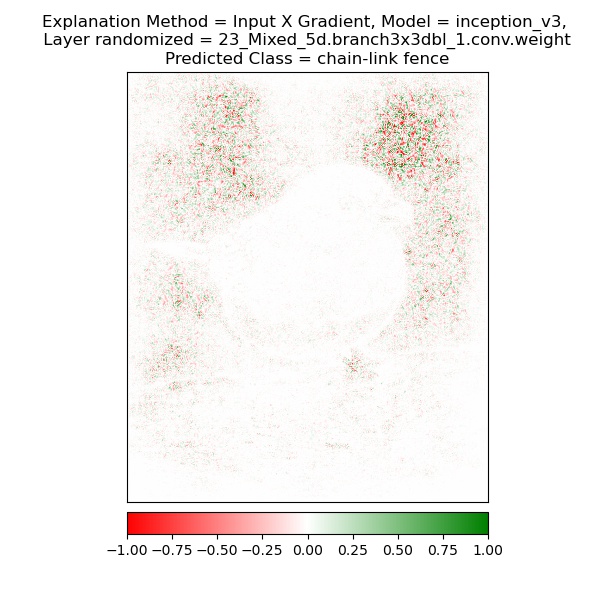 Explanation Method = Input X Gradient, Model = inception_v3,
Layer randomized = 23_Mixed_5d.branch3x3dbl_1.conv.weight
Predicted Class = chain-link fence
−1.00 −0.75 −0.50 −0.25 0.00 0.25 0.50 0.75 1.00